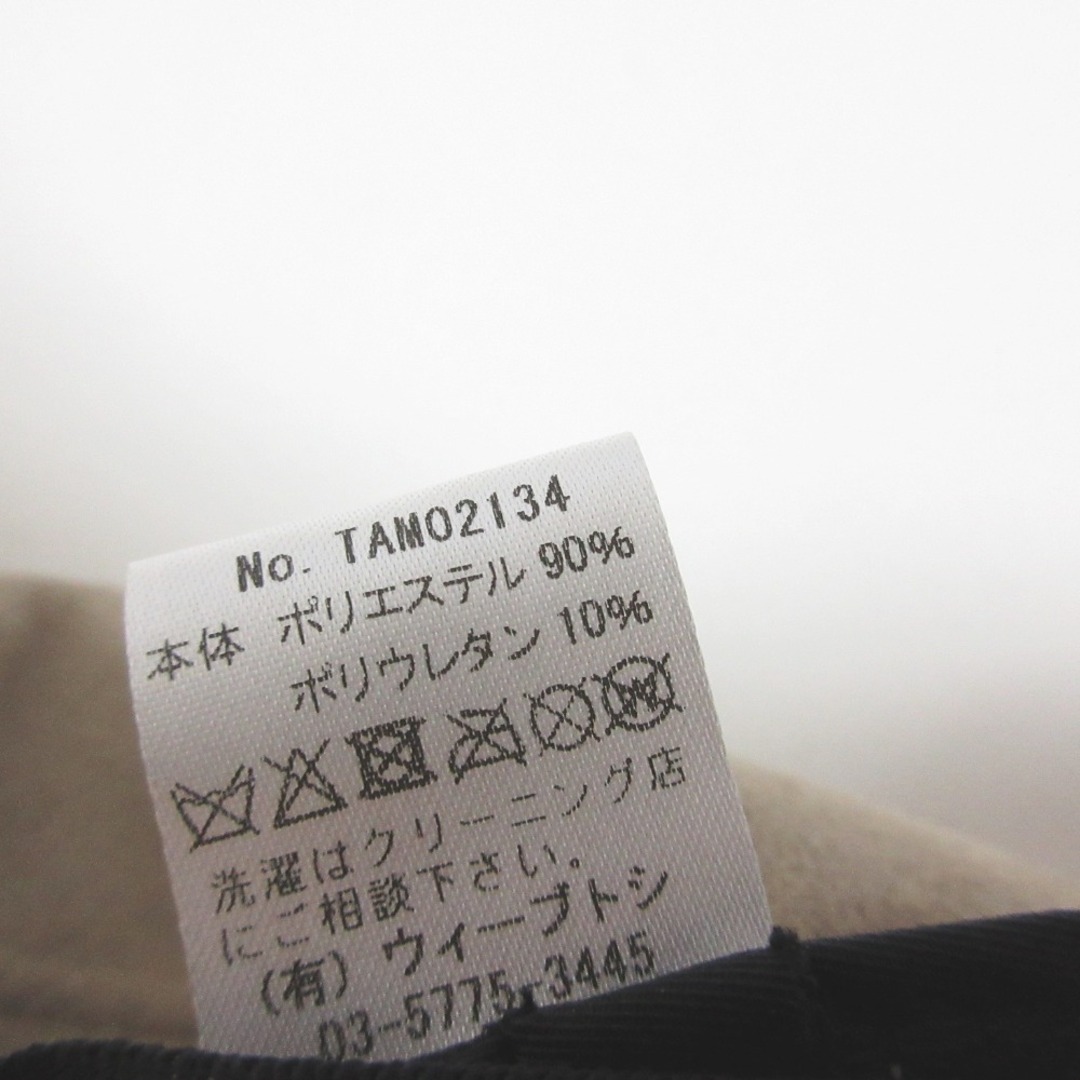 No. TAM02134
本体 ポリエステル 90%
ポリウレタン 10%
洗濯はクリーニング店
にご相談下さい。
(有) ウィーブトシ
03-5775-3445